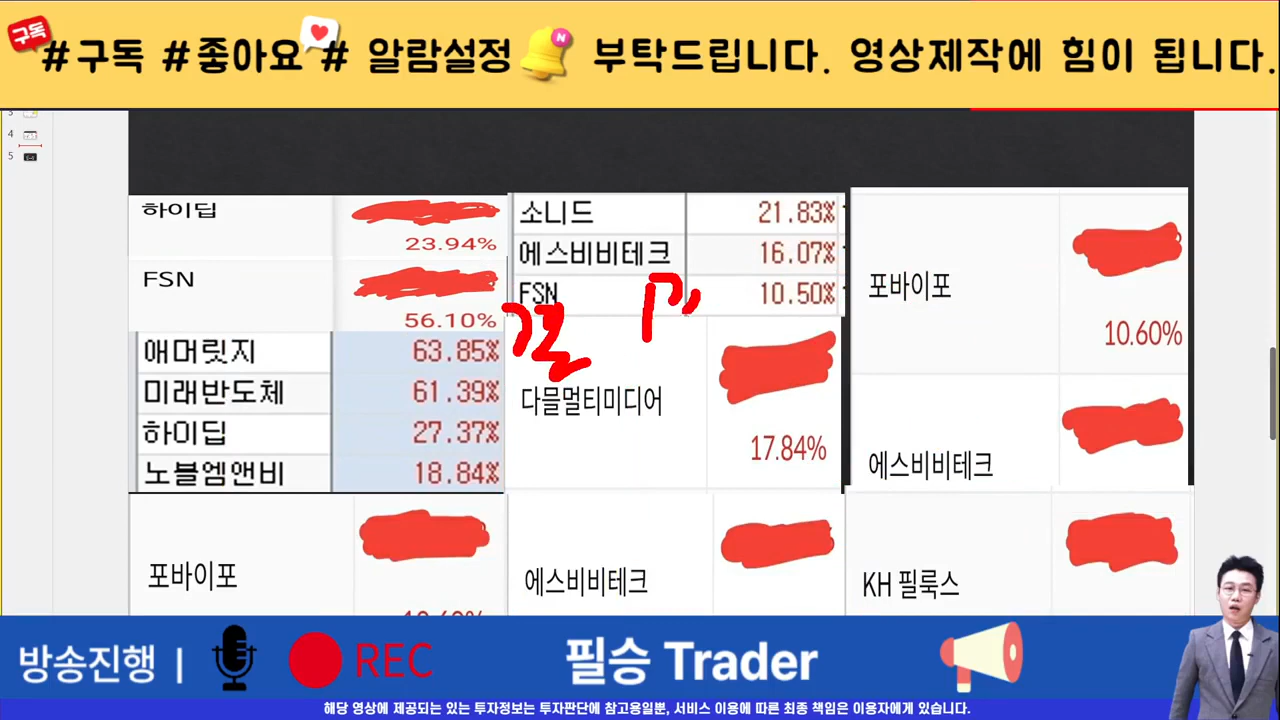 구독
#구독 #좋아요 # 알람설정 N 부탁드립니다. 영상제작에 힘이 됩니다.
4
5
하이딥
23.94%
FSN
56.10%
애머릿지 63.85%
미래반도체 61.39%
하이딥 27.37%
노블엠앤비 18.84%
소니드 21.83%
에스비비테크 16.07%
FSN 10.50%
다믈멀티미디어
17.84%
포바이포
10.60%
에스비비테크
포바이포
에스비비테크
KH 필룩스
방송진행 | REC 필승 Trader
해당 영상에 제공되는 있는 투자정보는 투자판단에 참고용일뿐, 서비스 이용에 따른 최종 책임은 이용자에게 있습니다.